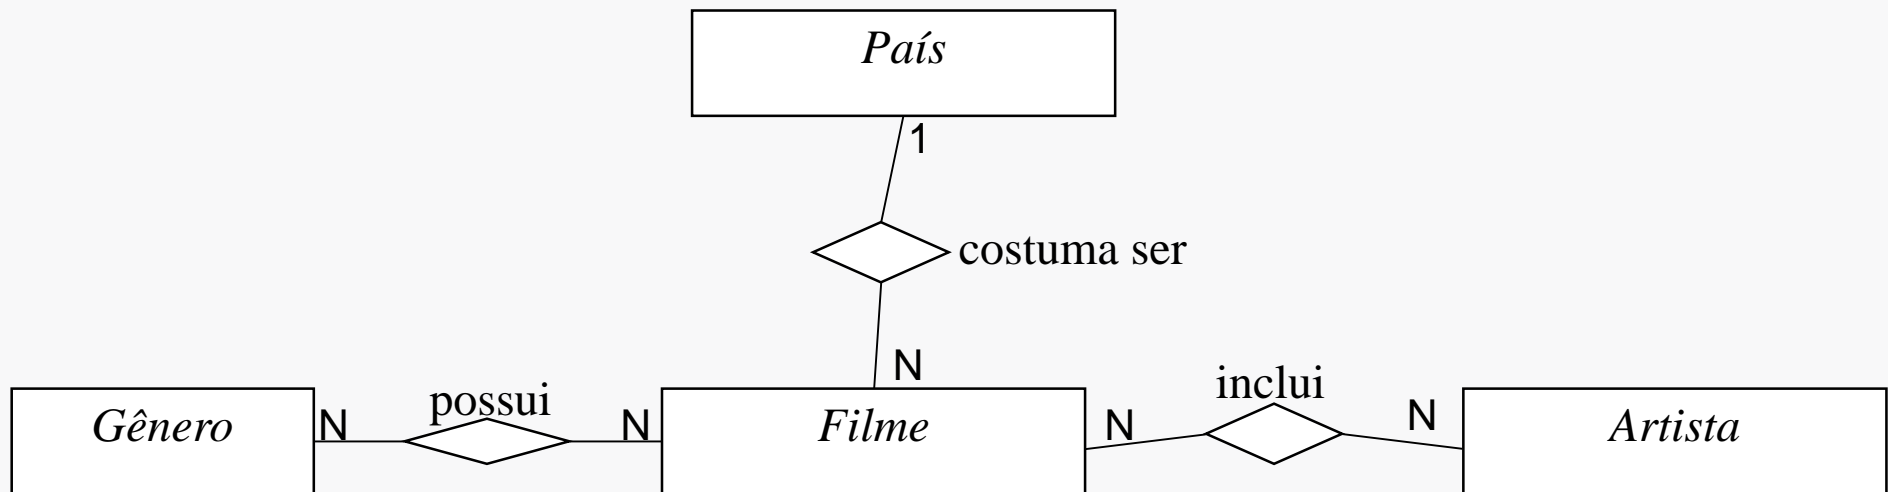 País
1
costuma ser
N
Gênero
N
possui
N
Filme
N
inclui
N
Artista